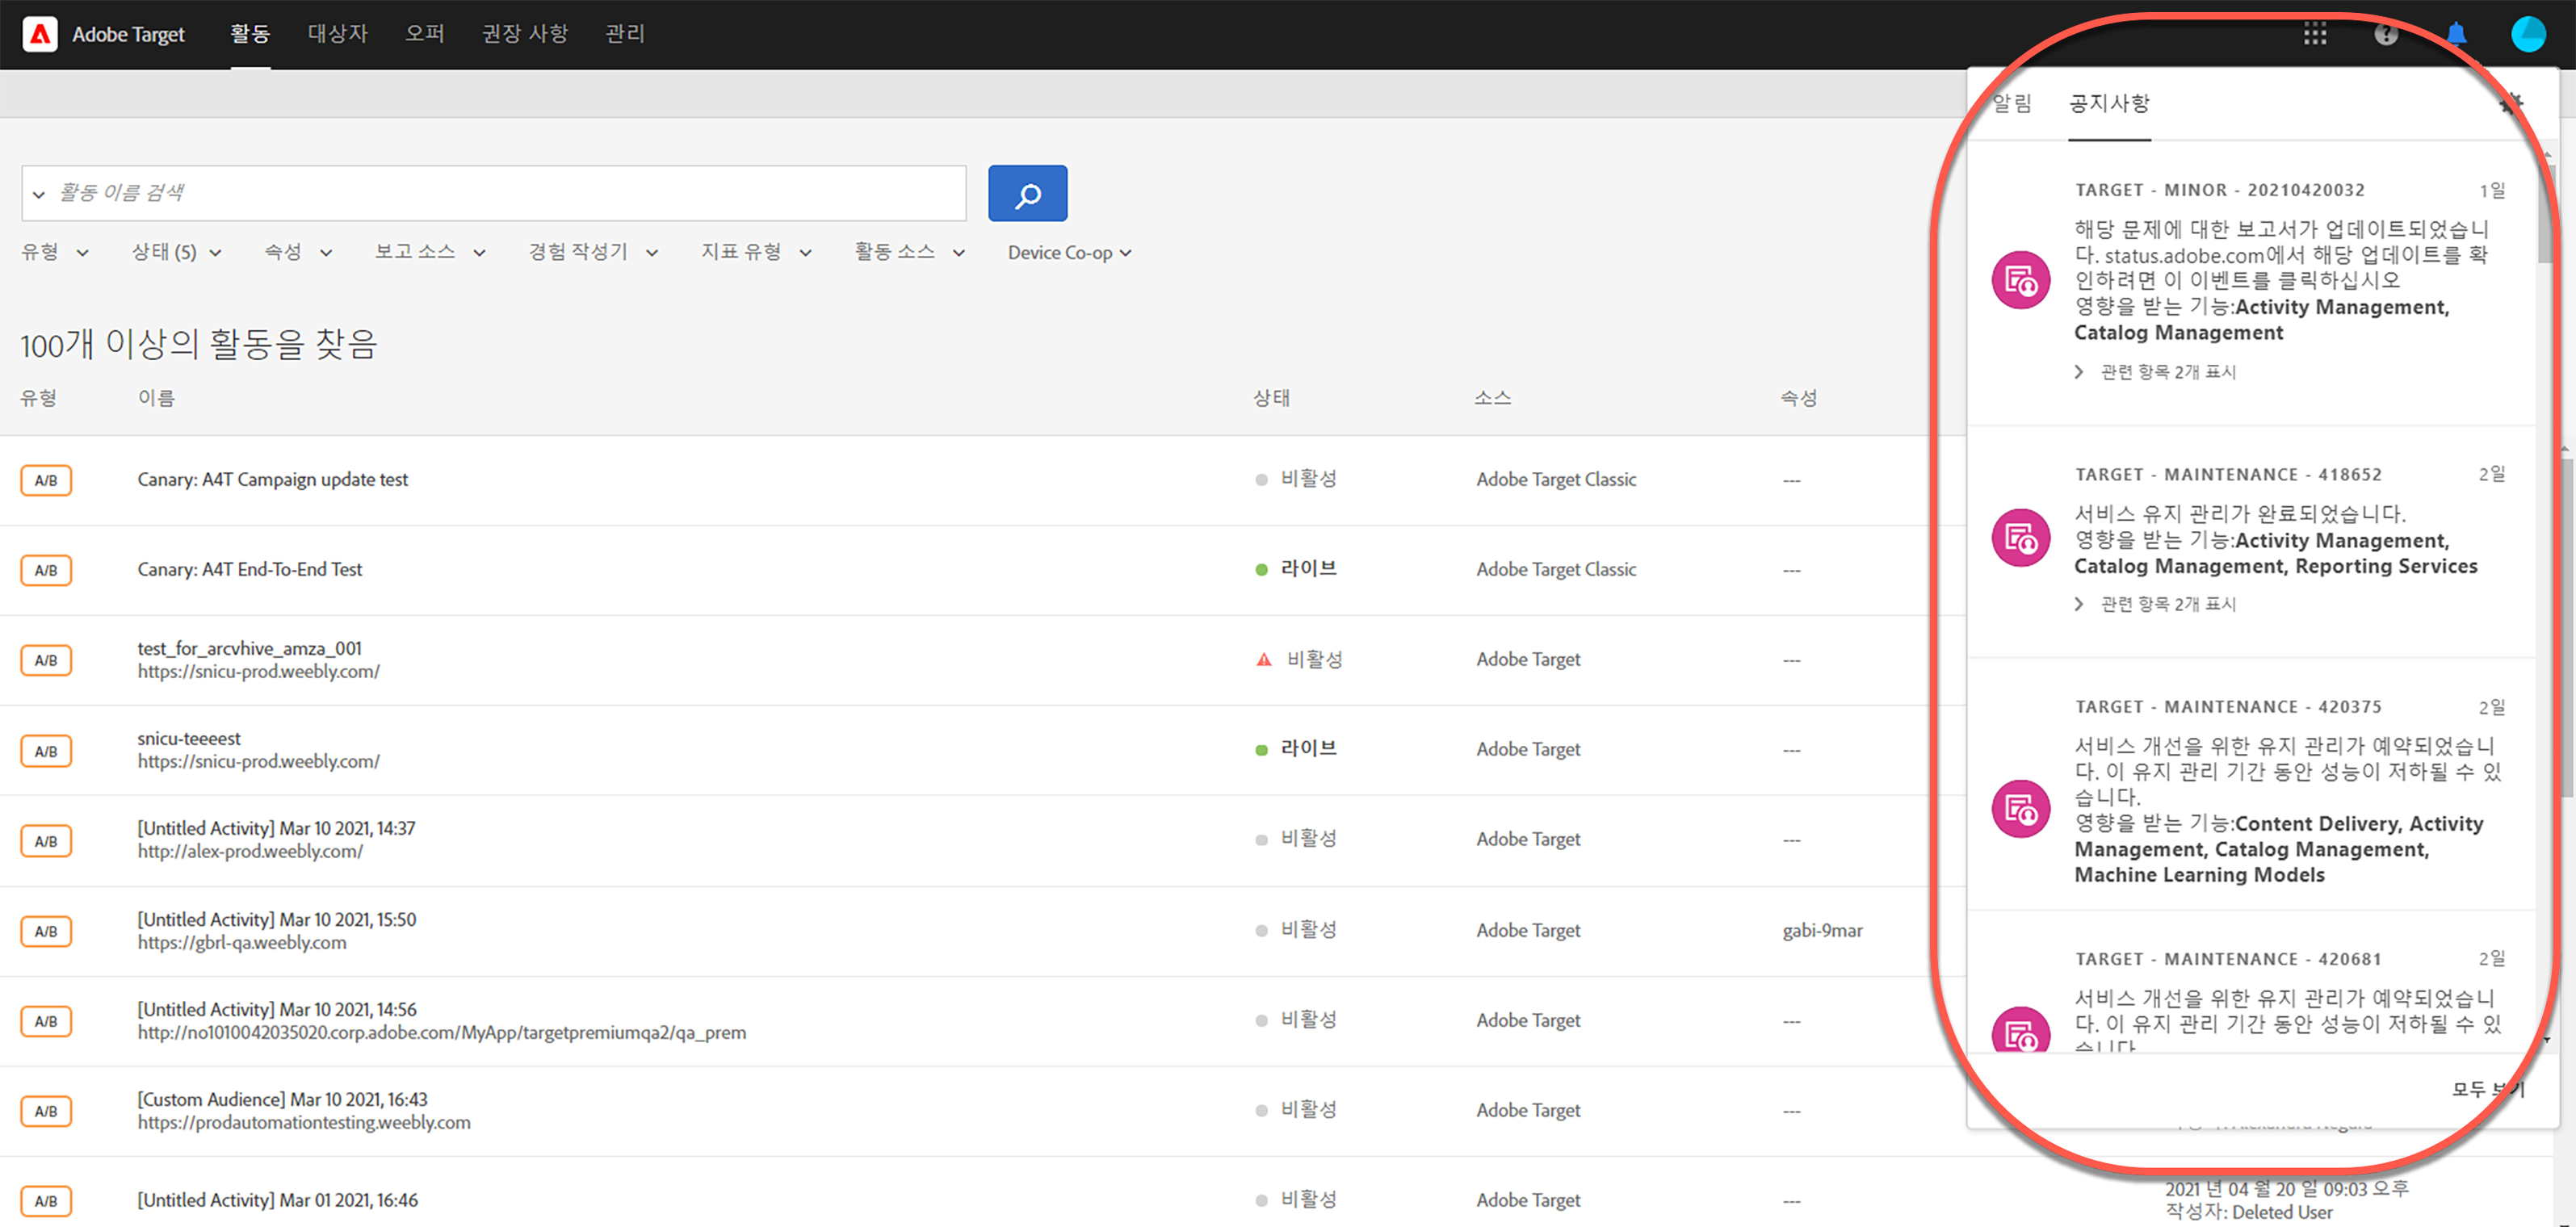 Adobe Target 활동 대상자 오퍼 권장 사항 관리
활동 이름 검색
유형 상태 (5) 속성 보고 소스 경험 작성기 지표 유형 활동 소스 Device Co-op
100개 이상의 활동을 찾음
유형 이름 상태 소스 속성
A/B Canary: A4T Campaign update test 비활성 Adobe Target Classic ---
A/B Canary: A4T End-To-End Test 라이브 Adobe Target Classic ---
A/B test_for_arcvhive_amza_001 비활성 Adobe Target ---
https://snicu-prod.weebly.com/
A/B snicu-teeeest 라이브 Adobe Target ---
https://snicu-prod.weebly.com/
A/B [Untitled Activity] Mar 10 2021, 14:37 비활성 Adobe Target ---
http://alex-prod.weebly.com/
A/B [Untitled Activity] Mar 10 2021, 15:50 비활성 Adobe Target gabi-9mar
https://gbrl-qa.weebly.com
A/B [Untitled Activity] Mar 10 2021, 14:56 비활성 Adobe Target ---
http://no1010042035020.corp.adobe.com/MyApp/targetpremiumqa2/qa_prem
A/B [Custom Audience] Mar 10 2021, 16:43 비활성 Adobe Target ---
https://prodautomationtesting.weebly.com
A/B [Untitled Activity] Mar 01 2021, 16:46 비활성 Adobe Target ---
2021 년 04 월 20 일 09:03 오후
작성자: Deleted User
알림 공지사항
TARGET - MINOR - 20210420032 1일
해당 문제에 대한 보고서가 업데이트되었습니
다. status.adobe.com에서 해당 업데이트를 확
인하려면 이 이벤트를 클릭하십시오
영향을 받는 기능:Activity Management,
Catalog Management
관련 항목 2개 표시
TARGET - MAINTENANCE - 418652 2일
서비스 유지 관리가 완료되었습니다.
영향을 받는 기능:Activity Management,
Catalog Management, Reporting Services
관련 항목 2개 표시
TARGET - MAINTENANCE - 420375 2일
서비스 개선을 위한 유지 관리가 예약되었습니
다. 이 유지 관리 기간 동안 성능이 저하될 수 있
습니다.
영향을 받는 기능:Content Delivery, Activity
Management, Catalog Management,
Machine Learning Models
TARGET - MAINTENANCE - 420681 2일
서비스 개선을 위한 유지 관리가 예약되었습니
다. 이 유지 관리 기간 동안 성능이 저하될 수 있
습니다.
모두 보기